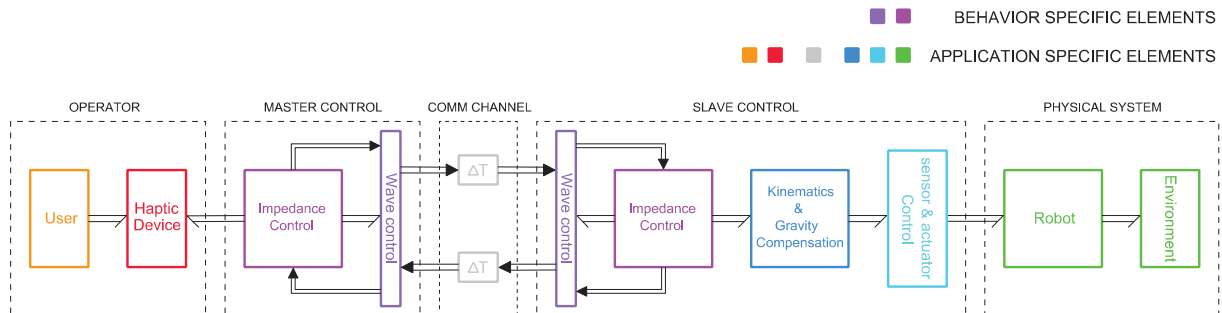 BEHAVIOR SPECIFIC ELEMENTS
APPLICATION SPECIFIC ELEMENTS
OPERATOR
MASTER CONTROL
COMM CHANNEL
SLAVE CONTROL
PHYSICAL SYSTEM
User
Haptic
Device
Impedance
Control
Wave control
ΔT
ΔT
Wave control
Impedance
Control
Kinematics
&
Gravity
Compensation
sensor & actuator
Control
Robot
Environment